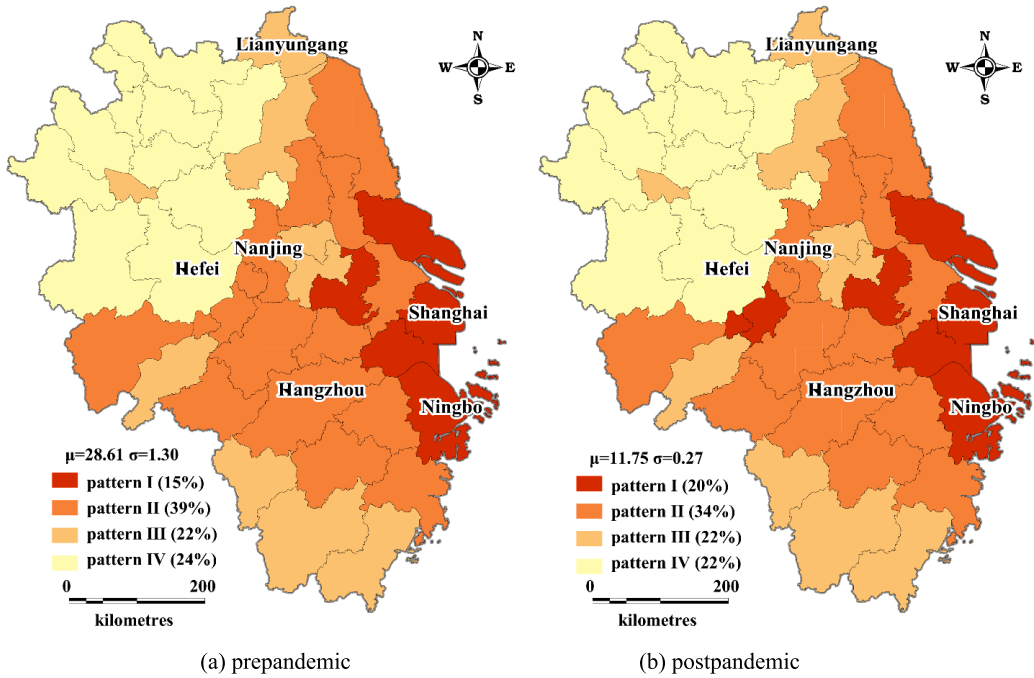 Lianyungang
N
W E
S
Nanjing
Hefei
Shanghai
Hangzhou
Ningbo
μ=28.61 σ=1.30
pattern I (15%)
pattern II (39%)
pattern III (22%)
pattern IV (24%)
0 200
kilometres
(a) prepandemic
Lianyungang
N
W E
S
Nanjing
Hefei
Shanghai
Hangzhou
Ningbo
μ=11.75 σ=0.27
pattern I (20%)
pattern II (34%)
pattern III (22%)
pattern IV (22%)
0 200
kilometres
(b) postpandemic